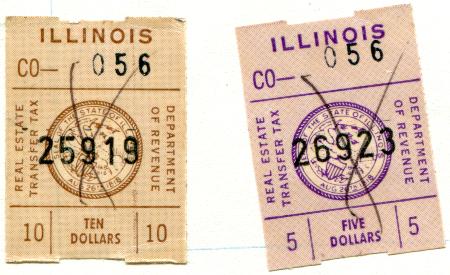 ILLINOIS
CO— 056
REAL ESTATE
TRANSFER TAX
25919
DEPARTMENT
OF REVENUE
10 TEN DOLLARS 10
ILLINOIS
CO— 056
REAL ESTATE
TRANSFER TAX
26923
DEPARTMENT
OF REVENUE
5 FIVE DOLLARS 5